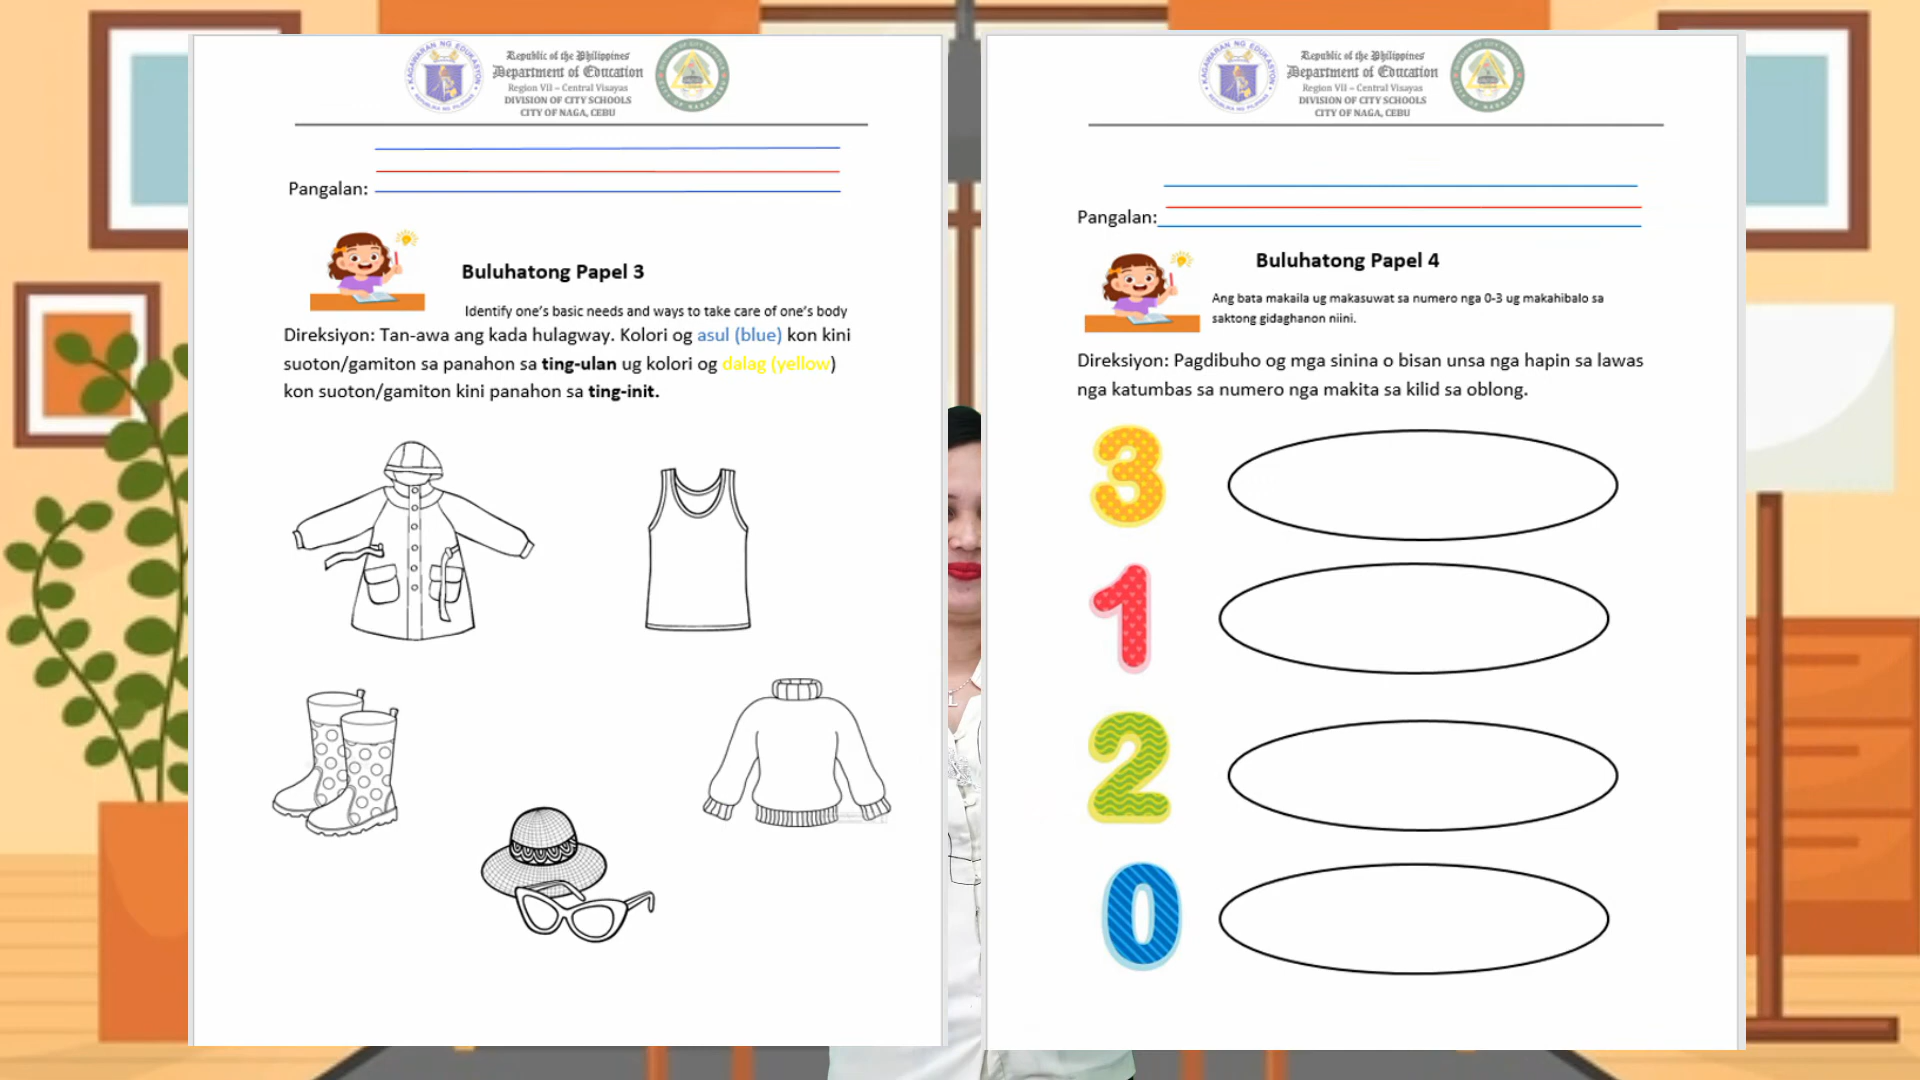 Republic of the Philippines
Department of Education
Region VII – Central Visayas
DIVISION OF CITY SCHOOLS
CITY OF NAGA, CEBU
Pangalan:
Buluhatong Papel 3
Identify one's basic needs and ways to take care of one's body
Direksiyon: Tan-awa ang kada hulagway. Kolori og asul (blue) kon kini
suoton/gamiton sa panahon sa ting-ulan ug kolori og dalag (yellow)
kon suoton/gamiton kini panahon sa ting-init.
Republic of the Philippines
Department of Education
Region VII – Central Visayas
DIVISION OF CITY SCHOOLS
CITY OF NAGA, CEBU
Pangalan:
Buluhatong Papel 4
Ang bata makaila ug makasuwat sa numero nga 0-3 ug makahibalo sa
saktong gidaghanon niini.
Direksiyon: Pagdibuho og mga sinina o bisan unsa nga hapin sa lawas
nga katumbas sa numero nga makita sa kilid sa oblong.
3
1
2
0